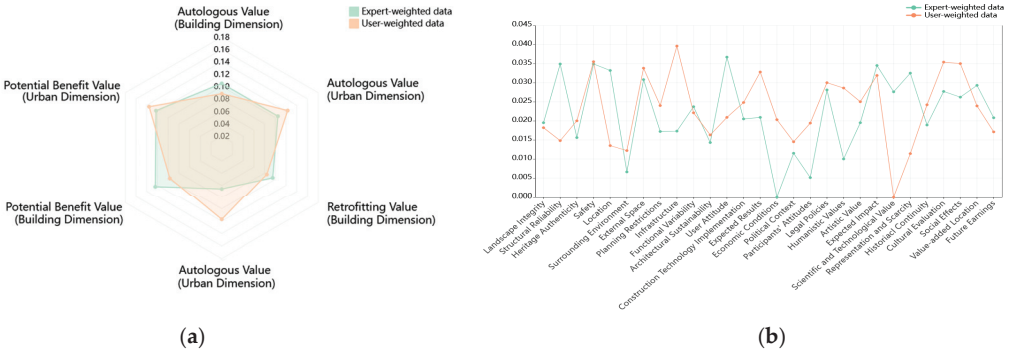 Expert-weighted data
User-weighted data
Autologous Value
(Building Dimension)
0.18
0.16
0.14
0.12
0.10
0.08
0.06
0.04
0.02
Potential Benefit Value
(Urban Dimension)
Autologous Value
(Urban Dimension)
Potential Benefit Value
(Building Dimension)
Retrofitting Value
(Building Dimension)
Autologous Value
(Urban Dimension)
(a)
Expert-weighted data
User-weighted data
0.045
0.040
0.035
0.030
0.025
0.020
0.015
0.010
0.005
0.000
Landscape Integrity
Structural Reliability
Heritage Authenticity
Safety
Location
Surrounding Environment
External Space
Planning Restrictions
Infrastructure
Functional Variability
Architectural Sustainability
User Attitude
Construction Technology Implementation
Expected Results
Economic Conditions
Political Context
Participants' Attitudes
Legal Policies
Humanistic Values
Artistic Value
Expected Impact
Scientific and Technological Value
Representation and Scarcity
Historiacl Continuity
Cultural Evaluation
Social Effects
Value-added Location
Future Earnings
(b)